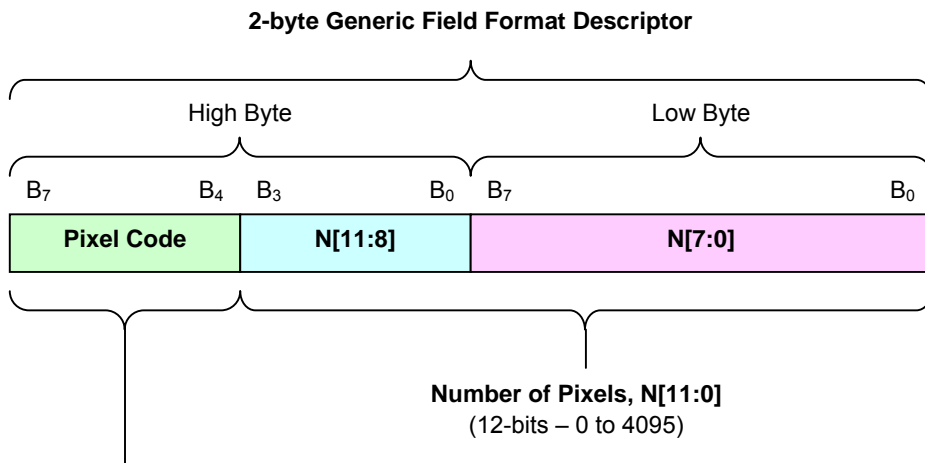 2-byte Generic Field Format Descriptor
High Byte Low Byte
B₇ B₄ B₃ B₀ B₇ B₀
Pixel Code N[11:8] N[7:0]
Number of Pixels, N[11:0]
(12-bits – 0 to 4095)